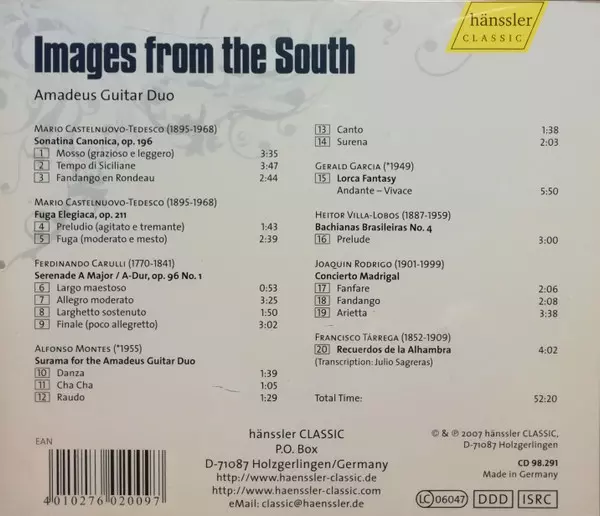 hänssler
CLASSIC
Images from the South
Amadeus Guitar Duo
Mario Castelnuovo-Tedesco (1895-1968)
Sonatina Canonica, op. 196
1 Mosso (grazioso e leggero) 3:35
2 Tempo di Siciliane 3:47
3 Fandango en Rondeau 2:44
Mario Castelnuovo-Tedesco (1895-1968)
Fuga Elegiaca, op. 211
4 Preludio (agitato e tremante) 1:43
5 Fuga (moderato e mesto) 2:39
Ferdinando Carulli (1770-1841)
Serenade A Major / A-Dur, op. 96 No. 1
6 Largo maestoso 0:53
7 Allegro moderato 3:25
8 Larghetto sostenuto 1:50
9 Finale (poco allegretto) 3:02
Alfonso Montes (*1955)
Surama for the Amadeus Guitar Duo
10 Danza 1:39
11 Cha Cha 1:05
12 Raudo 1:29
13 Canto 1:38
14 Surena 2:03
Gerald Garcia (*1949)
15 Lorca Fantasy
Andante – Vivace 5:50
Heitor Villa-Lobos (1887-1959)
Bachianas Brasileiras No. 4
16 Prelude 3:00
Joaquin Rodrigo (1901-1999)
Concierto Madrigal
17 Fanfare 2:06
18 Fandango 2:08
19 Arietta 3:38
Francisco Tárrega (1852-1909)
20 Recuerdos de la Alhambra 4:02
(Transcription: Julio Sagreras)
Total Time: 52:20
EAN
4010276020097
hänssler CLASSIC
P.O. Box
D-71087 Holzgerlingen/Germany
http://www.haenssler-classic.de
http://www.haenssler-classic.com
eMail: classic@haenssler.de
© & ℗ 2007 hänssler CLASSIC,
D-71087 Holzgerlingen
CD 98.291
Made in Germany
LC 06047 DDD ISRC